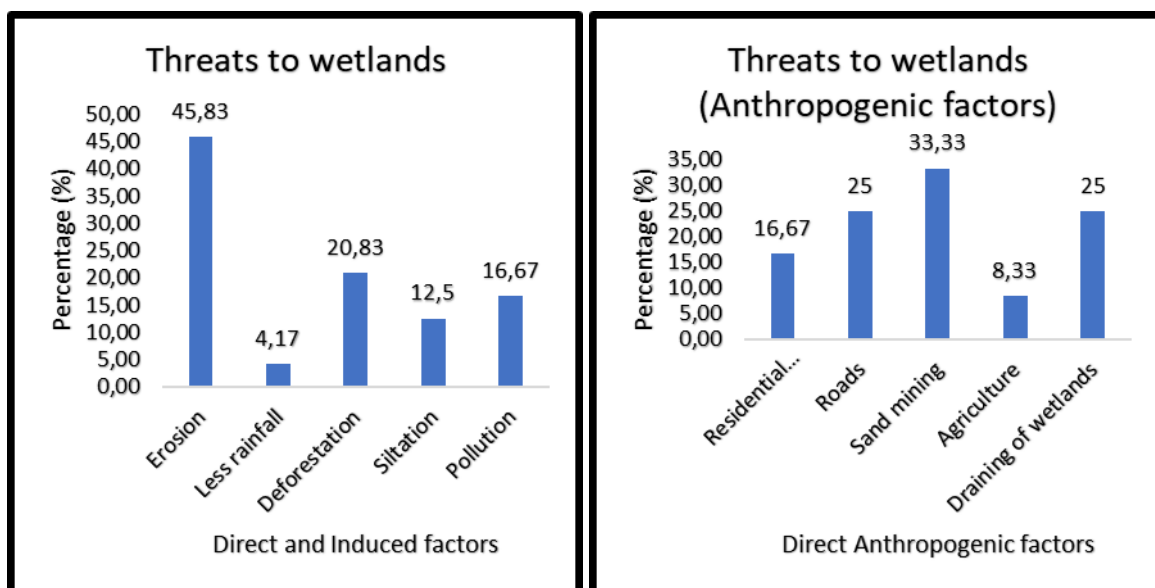 Threats to wetlands
Percentage (%)
50,00
45,00
40,00
35,00
30,00
25,00
20,00
15,00
10,00
5,00
0,00
45,83
4,17
20,83
12,5
16,67
Erosion
Less rainfall
Deforestation
Siltation
Pollution
Direct and Induced factors
Threats to wetlands
(Anthropogenic factors)
Percentage (%)
35,00
30,00
25,00
20,00
15,00
10,00
5,00
0,00
16,67
25
33,33
8,33
25
Residential...
Roads
Sand mining
Agriculture
Draining of wetlands
Direct Anthropogenic factors